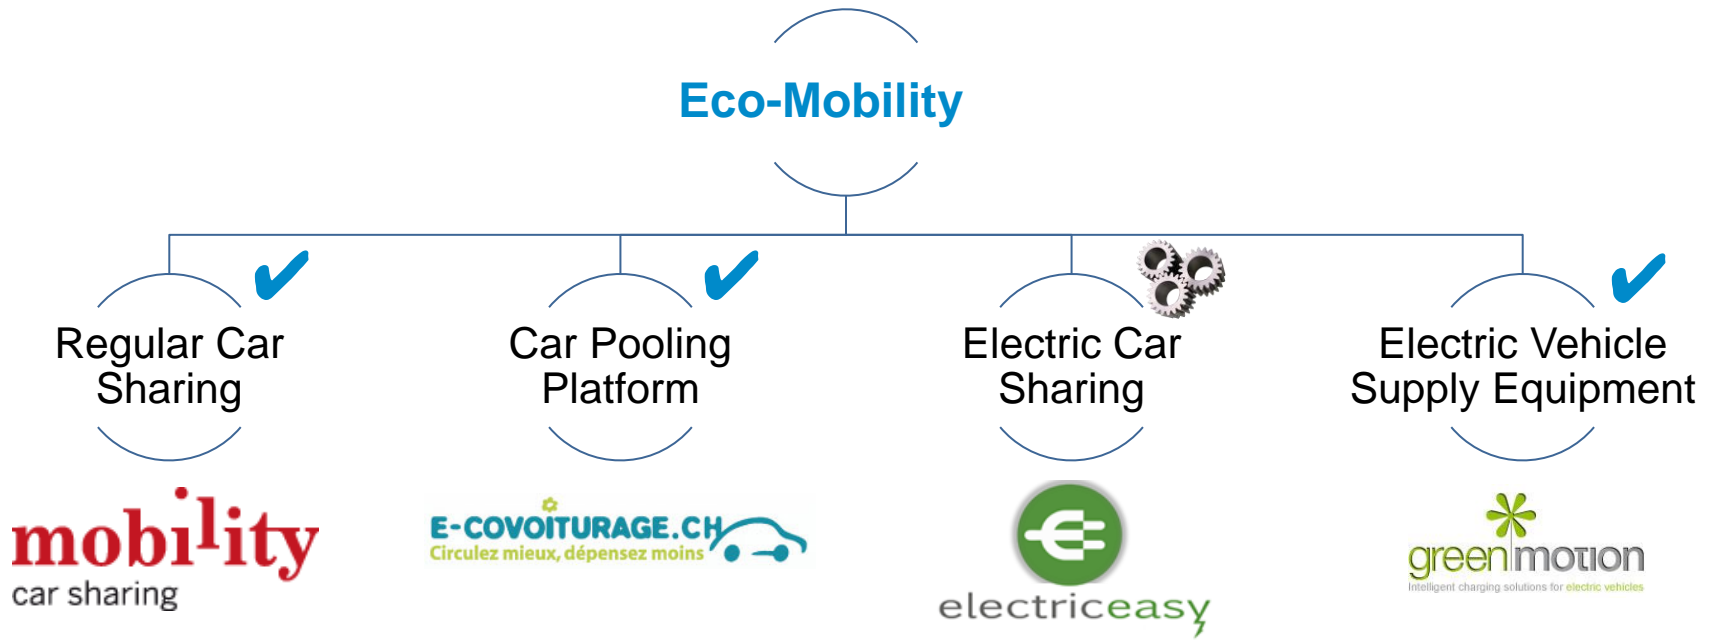 Eco-Mobility
Regular Car
Sharing
Car Pooling
Platform
Electric Car
Sharing
Electric Vehicle
Supply Equipment
mobility
car sharing
E-COVOITURAGE.CH
Circulez mieux, dépensez moins
electriceasy
greenmotion
Intelligent charging solutions for electric vehicles